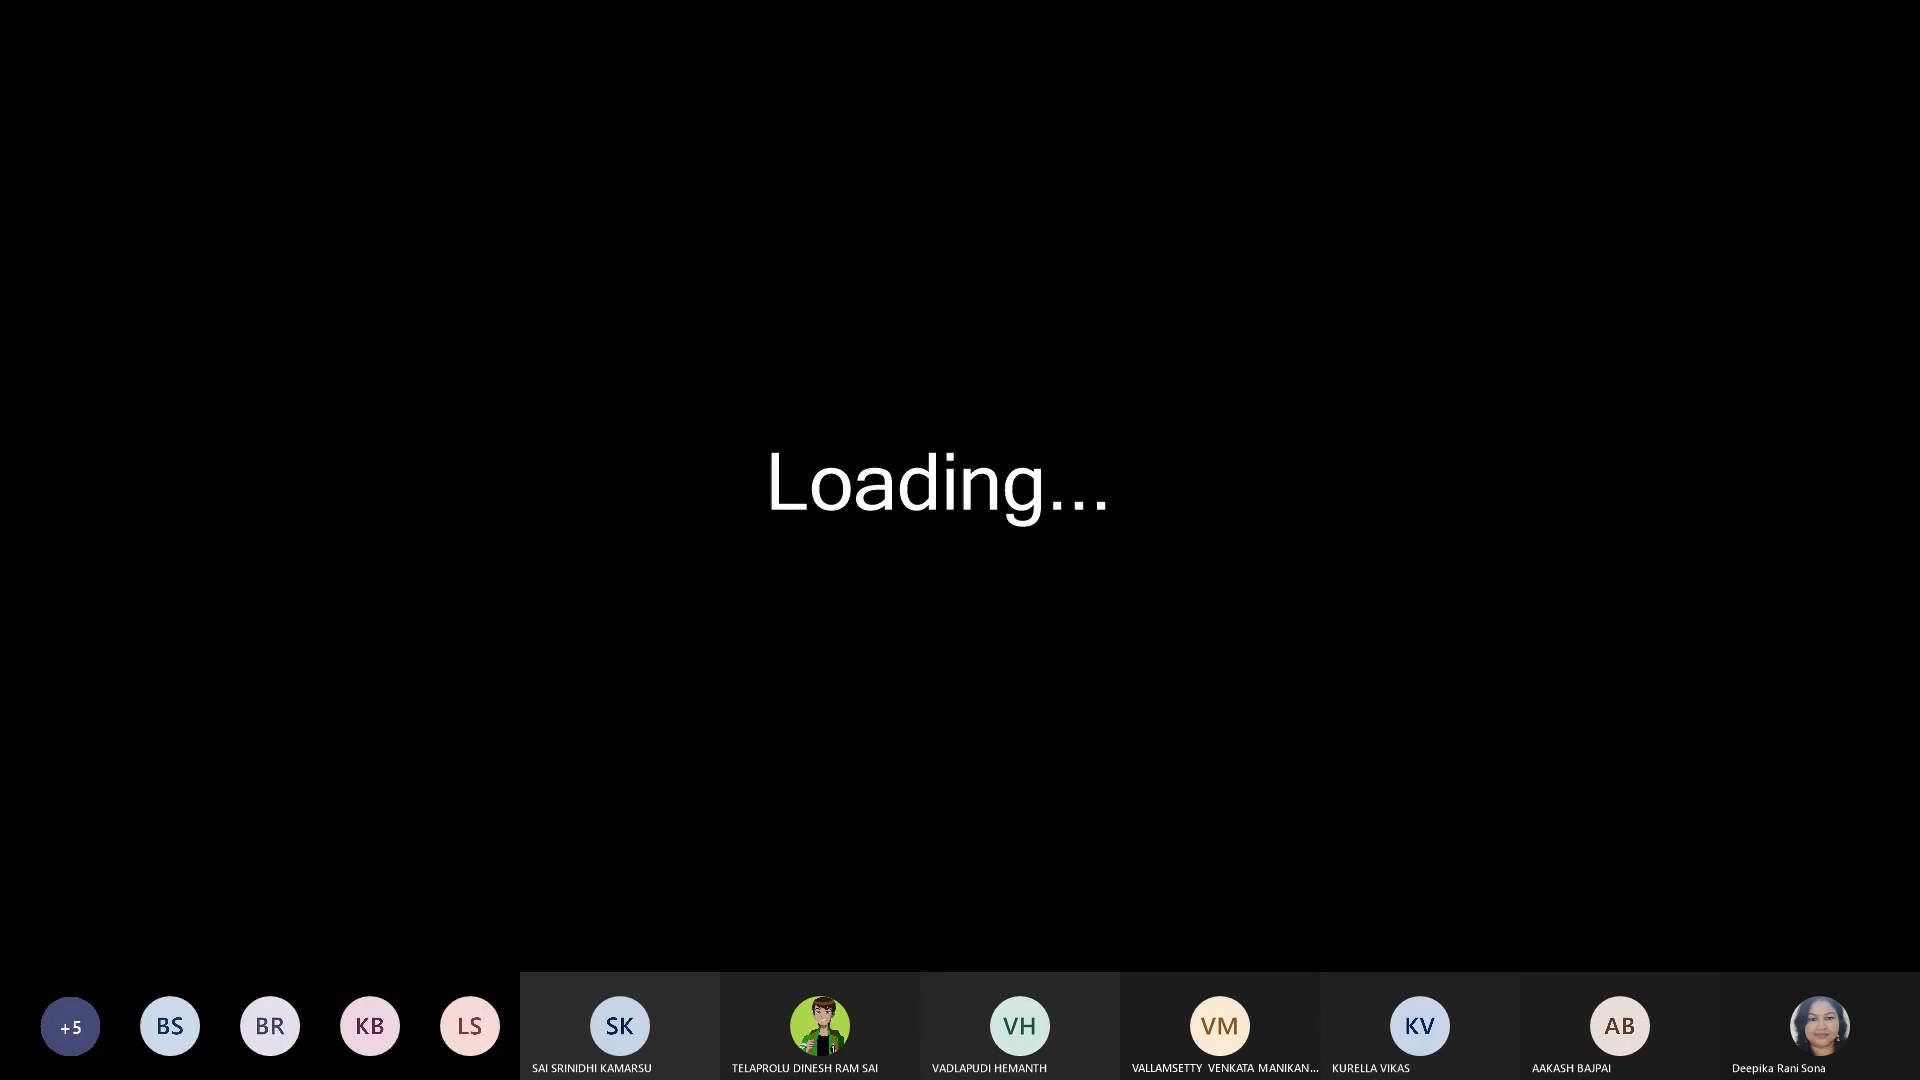 Loading...
+5
BS
BR
KB
LS
SK
VH
VM
KV
AB
SAI SRINIDHI KAMARSU
TELAPROLU DINESH RAM SAI
VADLAPUDI HEMANTH
VALLAMSETTY VENKATA MANIKAN...
KURELLA VIKAS
AAKASH BAJPAI
Deepika Rani Sona